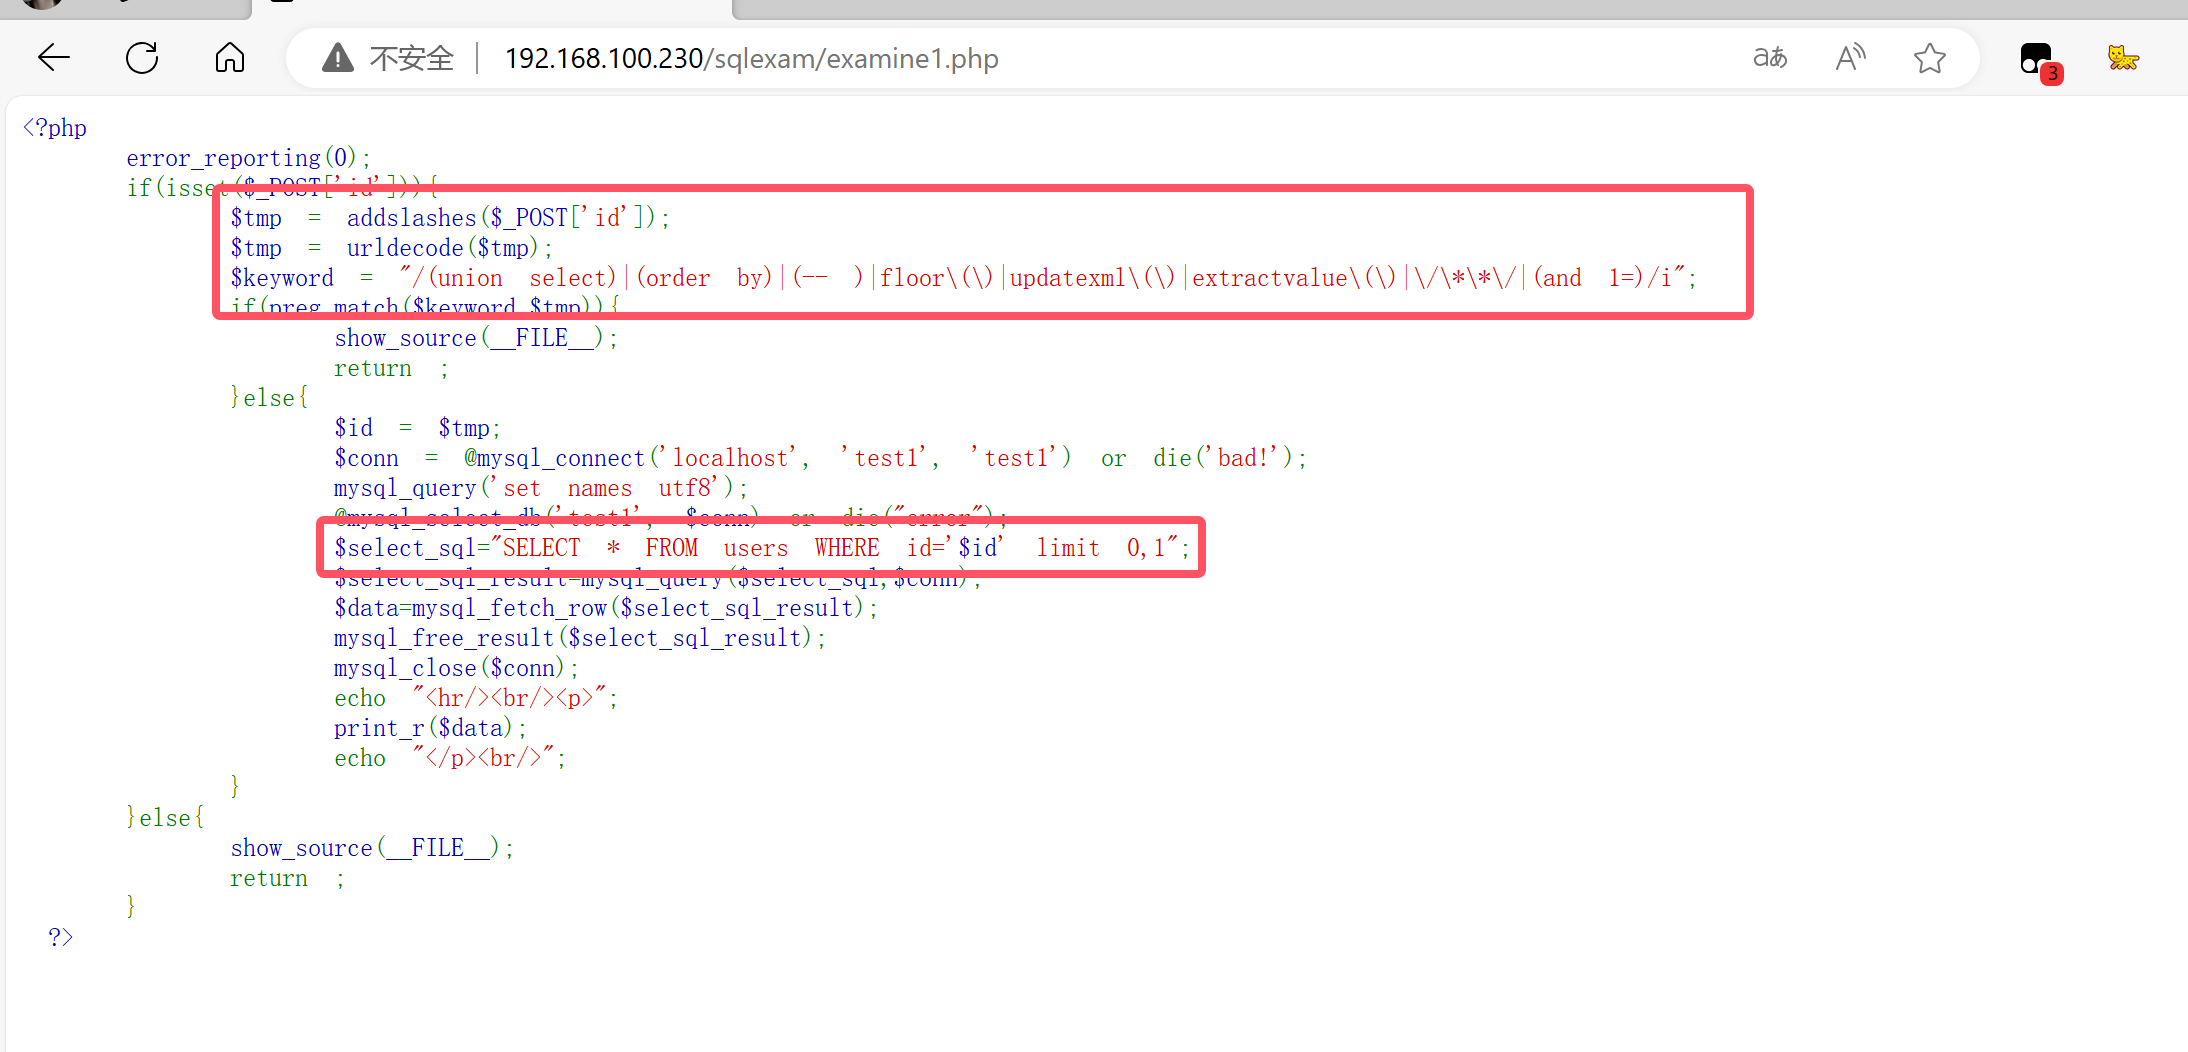 不安全 192.168.100.230/sqlexam/examine1.php aあ A 3
<?php
error_reporting(0);
if(isset($_POST['id'])){
$tmp = addslashes($_POST['id']);
$tmp = urldecode($tmp);
$keyword = "/(union select)|(order by)|(-- )|floor\(\)|updatexml\(\)|extractvalue\(\)|\/\*\*\/|(and 1=)/i";
if(preg_match($keyword,$tmp)){
show_source(__FILE__);
return ;
}else{
$id = $tmp;
$conn = @mysql_connect('localhost', 'test1', 'test1') or die('bad!');
mysql_query('set names utf8');
@mysql_select_db('test1', $conn) or die("error");
$select_sql="SELECT * FROM users WHERE id='$id' limit 0,1";
$select_sql_result=mysql_query($select_sql,$conn);
$data=mysql_fetch_row($select_sql_result);
mysql_free_result($select_sql_result);
mysql_close($conn);
echo "<hr/><br/><p>";
print_r($data);
echo "</p><br/>";
}
}else{
show_source(__FILE__);
return ;
}
?>